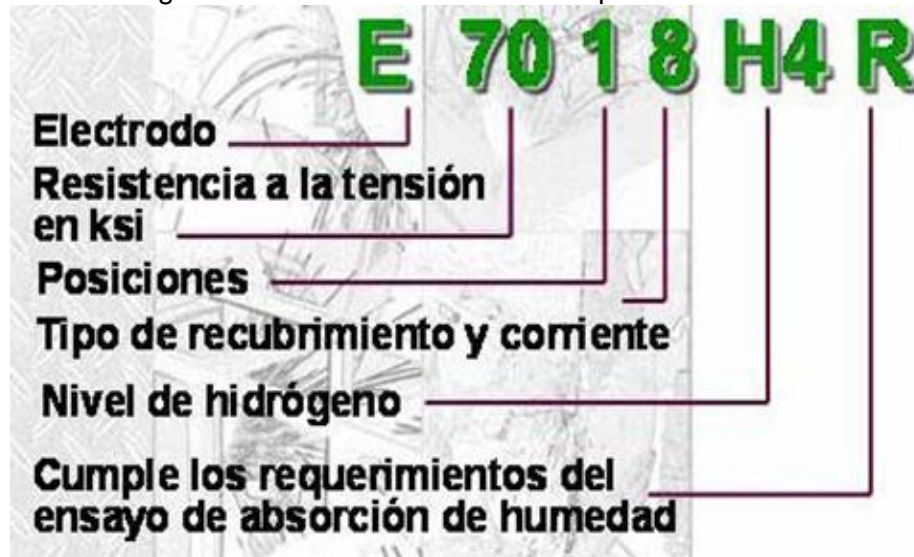 E 70 1 8 H4 R
Electrodo
Resistencia a la tensión
en ksi
Posiciones
Tipo de recubrimiento y corriente
Nivel de hidrógeno
Cumple los requerimientos del
ensayo de absorción de humedad